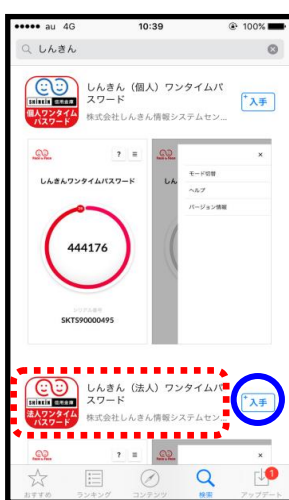 au 4G 10:39 100%
しんきん
SHINKIN 信用金庫
個人ワンタイム
パスワード
しんきん（個人）ワンタイムパ
スワード
株式会社しんきん情報システムセン...
+入手
? ≡
しんきんワンタイムパスワード
444176
SKTS90000495
しん
×
モード切替
ヘルプ
バージョン情報
SHINKIN 信用金庫
法人ワンタイム
パスワード
しんきん（法人）ワンタイムパ
スワード
株式会社しんきん情報システムセン...
+入手
? ≡
×
おすすめ ランキング コンテンツ 検索 アップデート
1